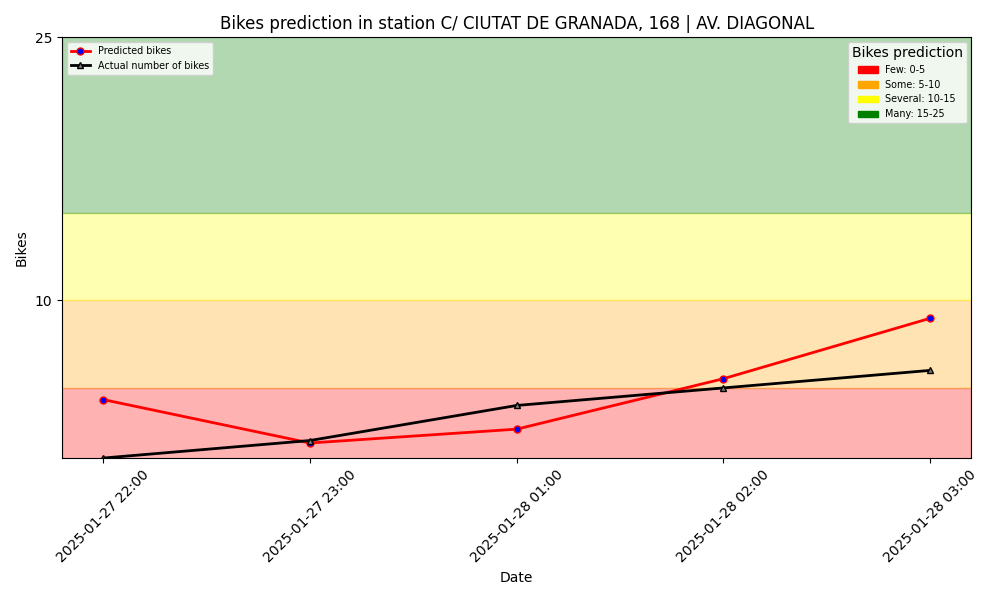 Bikes prediction in station C/ CIUTAT DE GRANADA, 168 | AV. DIAGONAL
25
10
Bikes
Predicted bikes
Actual number of bikes
Bikes prediction
Few: 0-5
Some: 5-10
Several: 10-15
Many: 15-25
2025-01-27 22:00
2025-01-27 23:00
2025-01-28 01:00
2025-01-28 02:00
2025-01-28 03:00
Date